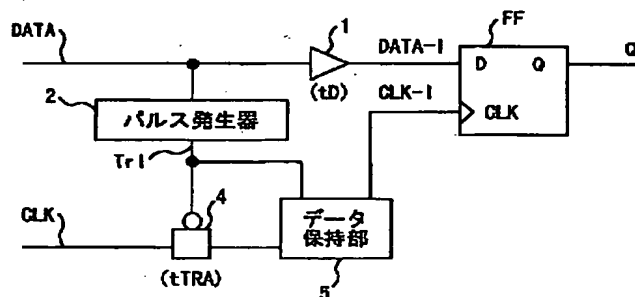 DATA
1
DATA-I
FF
D
Q
Q
(tD)
CLK-I
CLK
2
パルス発生器
TrI
CLK
4
データ
保持部
(tTRA)
5